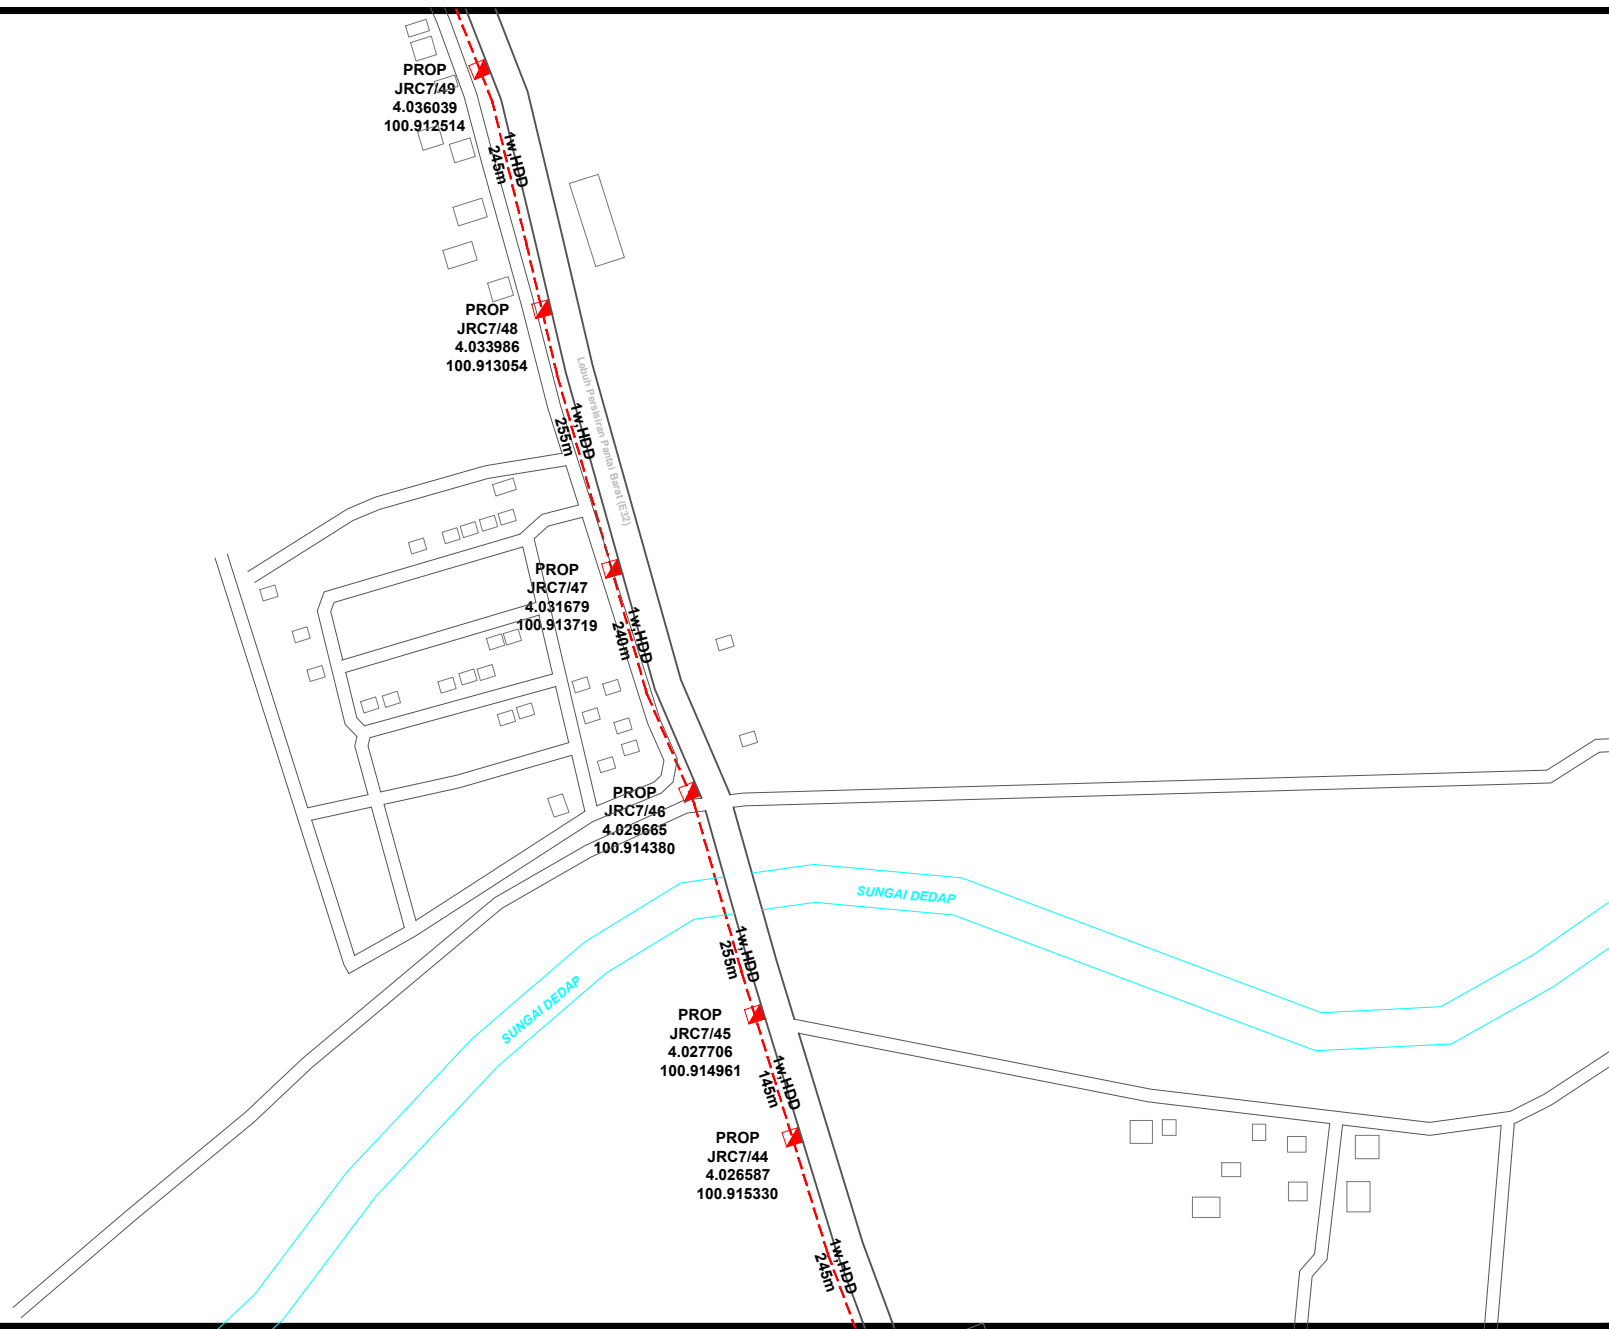 PROP
JRC7/49
4.036039
100.912514
1w,HDD
245m
PROP
JRC7/48
4.033986
100.913054
Lebuh Persisiran Pantai Barat (E32)
1w,HDD
255m
PROP
JRC7/47
4.031679
100.913719
1w,HDD
240m
PROP
JRC7/46
4.029665
100.914380
SUNGAI DEDAP
1w,HDD
255m
SUNGAI DEDAP
PROP
JRC7/45
4.027706
100.914961
1w,HDD
145m
PROP
JRC7/44
4.026587
100.915330
1w,HDD
245m